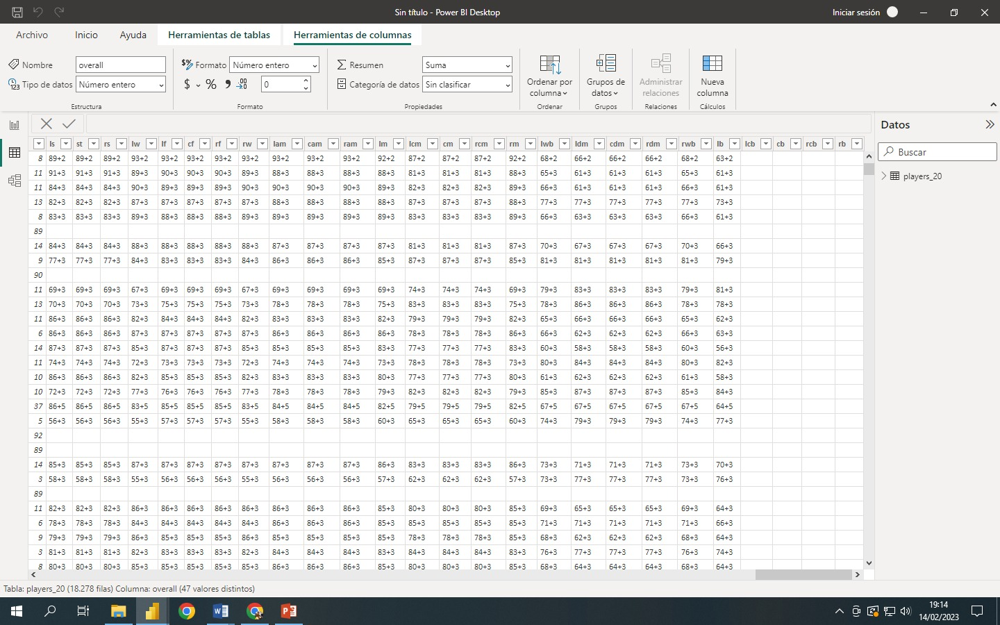 Sin título - Power BI Desktop
Iniciar sesión
Archivo Inicio Ayuda Herramientas de tablas Herramientas de columnas
Nombre overall
Tipo de datos Número entero
Estructura
Formato Número entero
$ % 0
Formato
Resumen Suma
Categoría de datos Sin clasificar
Propiedades
Ordenar por
columna
Ordenar
Grupos de
datos
Grupos
Administrar
relaciones
Relaciones
Nueva
columna
Cálculos
ls st rs lw lf cf rf rw lam cam ram lm lcm cm rcm rm lwb ldm cdm rdm rwb lb lcb cb rcb rb
8 89+2 89+2 89+2 93+2 93+2 93+2 93+2 93+2 93+2 93+2 93+2 92+2 87+2 87+2 87+2 92+2 68+2 66+2 66+2 66+2 68+2 63+2
11 91+3 91+3 91+3 89+3 90+3 90+3 90+3 89+3 88+3 88+3 88+3 88+3 81+3 81+3 81+3 88+3 65+3 61+3 61+3 61+3 65+3 61+3
11 84+3 84+3 84+3 90+3 89+3 89+3 89+3 90+3 90+3 90+3 90+3 89+3 82+3 82+3 82+3 89+3 66+3 61+3 61+3 61+3 66+3 61+3
13 82+3 82+3 82+3 87+3 87+3 87+3 87+3 87+3 88+3 88+3 88+3 88+3 87+3 87+3 87+3 88+3 77+3 77+3 77+3 77+3 77+3 73+3
8 83+3 83+3 83+3 89+3 88+3 88+3 88+3 89+3 89+3 89+3 89+3 89+3 83+3 83+3 83+3 89+3 66+3 63+3 63+3 63+3 66+3 61+3
89
14 84+3 84+3 84+3 88+3 88+3 88+3 88+3 88+3 87+3 87+3 87+3 87+3 81+3 81+3 81+3 87+3 70+3 67+3 67+3 67+3 70+3 66+3
9 77+3 77+3 77+3 84+3 83+3 83+3 83+3 84+3 86+3 86+3 86+3 85+3 87+3 87+3 87+3 85+3 81+3 81+3 81+3 81+3 81+3 79+3
90
11 69+3 69+3 69+3 67+3 69+3 69+3 69+3 67+3 69+3 69+3 69+3 69+3 74+3 74+3 74+3 69+3 79+3 83+3 83+3 83+3 79+3 81+3
13 70+3 70+3 70+3 73+3 75+3 75+3 75+3 73+3 78+3 78+3 78+3 75+3 83+3 83+3 83+3 75+3 78+3 86+3 86+3 86+3 78+3 78+3
11 86+3 86+3 86+3 82+3 84+3 84+3 84+3 82+3 83+3 83+3 83+3 82+3 79+3 79+3 79+3 82+3 65+3 66+3 66+3 66+3 65+3 62+3
6 86+3 86+3 86+3 87+3 87+3 87+3 87+3 87+3 86+3 86+3 86+3 86+3 78+3 78+3 78+3 86+3 66+3 62+3 62+3 62+3 66+3 63+3
14 87+3 87+3 87+3 85+3 87+3 87+3 87+3 85+3 85+3 85+3 85+3 83+3 77+3 77+3 77+3 83+3 60+3 58+3 58+3 58+3 60+3 56+3
11 74+3 74+3 74+3 72+3 73+3 73+3 73+3 72+3 74+3 74+3 74+3 73+3 78+3 78+3 78+3 73+3 80+3 84+3 84+3 84+3 80+3 82+3
10 86+3 86+3 86+3 82+3 85+3 85+3 85+3 82+3 83+3 83+3 83+3 80+3 77+3 77+3 77+3 80+3 61+3 62+3 62+3 62+3 61+3 58+3
10 72+3 72+3 72+3 77+3 76+3 76+3 76+3 77+3 78+3 78+3 78+3 79+3 82+3 82+3 82+3 79+3 85+3 87+3 87+3 87+3 85+3 84+3
37 86+5 86+5 86+5 83+5 85+5 85+5 85+5 83+5 84+5 84+5 84+5 82+5 79+5 79+5 79+5 82+5 67+5 67+5 67+5 67+5 67+5 64+5
5 56+3 56+3 56+3 55+3 57+3 57+3 57+3 55+3 58+3 58+3 58+3 60+3 65+3 65+3 65+3 60+3 74+3 79+3 79+3 79+3 74+3 77+3
92
89
14 85+3 85+3 85+3 87+3 87+3 87+3 87+3 87+3 87+3 87+3 87+3 86+3 83+3 83+3 83+3 86+3 73+3 71+3 71+3 71+3 73+3 70+3
3 58+3 58+3 58+3 55+3 56+3 56+3 56+3 55+3 56+3 56+3 56+3 57+3 62+3 62+3 62+3 57+3 73+3 77+3 77+3 77+3 73+3 76+3
89
11 82+3 82+3 82+3 86+3 86+3 86+3 86+3 86+3 86+3 86+3 86+3 85+3 80+3 80+3 80+3 85+3 69+3 65+3 65+3 65+3 69+3 64+3
6 78+3 78+3 78+3 84+3 84+3 84+3 84+3 84+3 86+3 86+3 86+3 85+3 85+3 85+3 85+3 85+3 71+3 71+3 71+3 71+3 71+3 66+3
9 79+3 79+3 79+3 86+3 85+3 85+3 85+3 86+3 85+3 85+3 85+3 85+3 78+3 78+3 78+3 85+3 68+3 62+3 62+3 62+3 68+3 64+3
3 81+3 81+3 81+3 82+3 83+3 83+3 83+3 82+3 84+3 84+3 84+3 83+3 84+3 84+3 84+3 83+3 76+3 77+3 77+3 77+3 76+3 74+3
8 80+3 80+3 80+3 85+3 85+3 85+3 85+3 85+3 86+3 86+3 86+3 85+3 80+3 80+3 80+3 85+3 68+3 64+3 64+3 64+3 68+3 64+3
Datos
Buscar
players_20
Tabla: players_20 (18.278 filas) Columna: overall (47 valores distintos)
19:14
14/02/2023